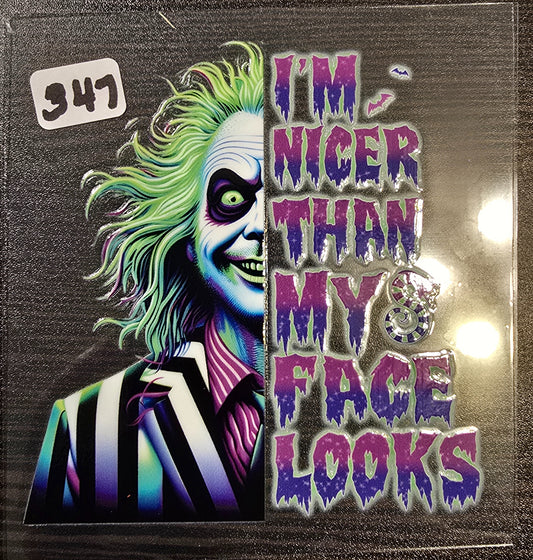 347
I'M
NICER
THAN
MY
FACE
LOOKS